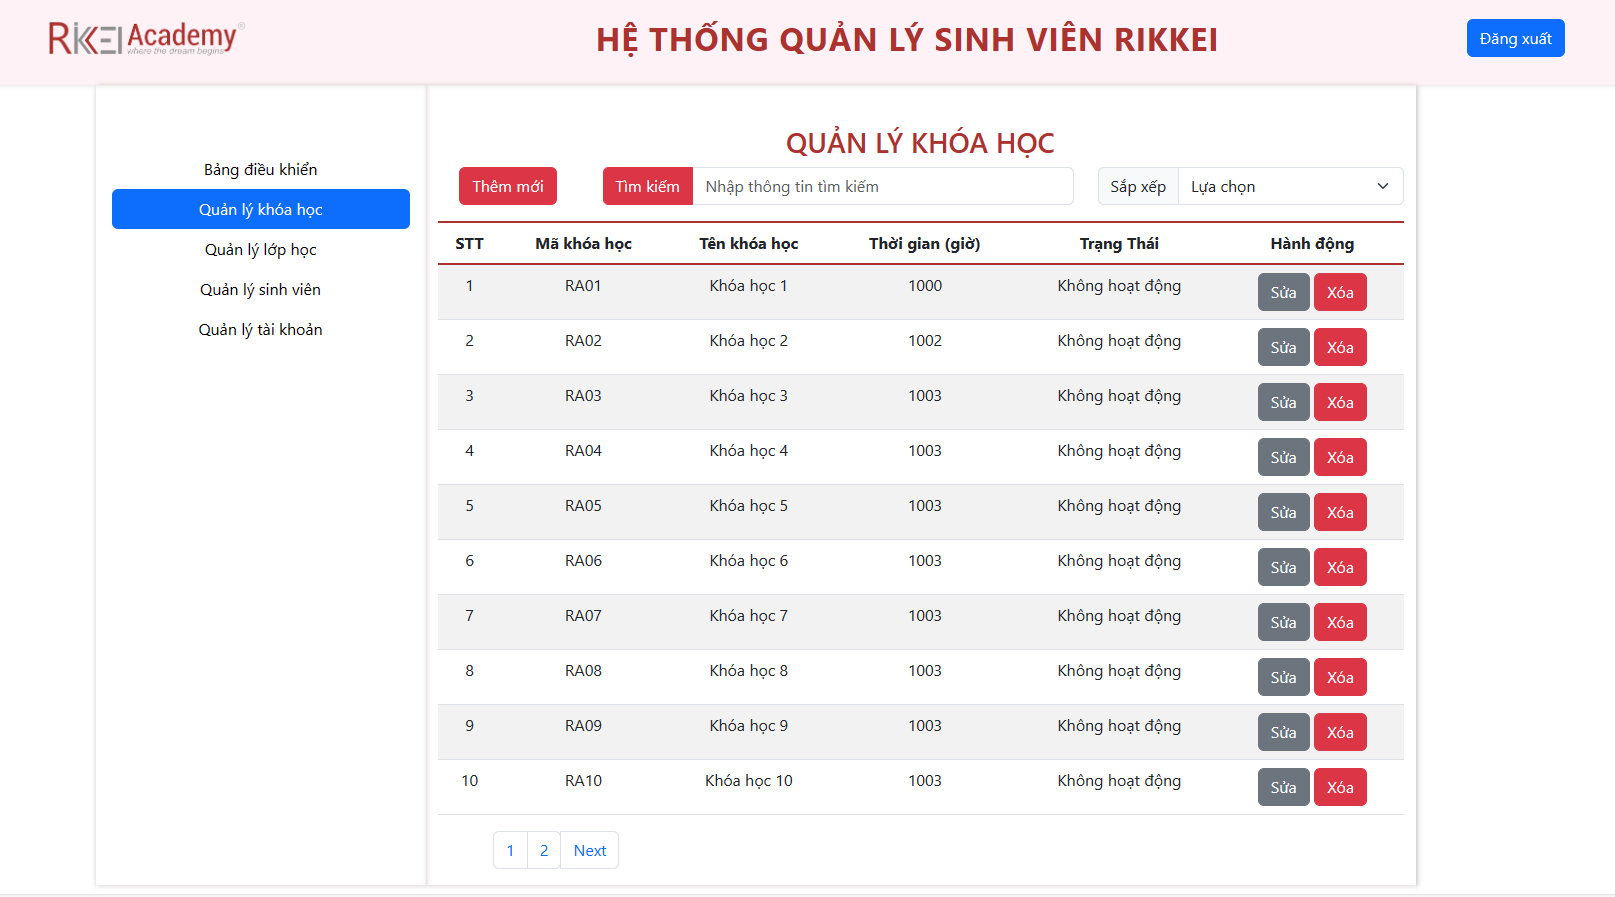 RIKKEI Academy®
where the dream begins
HỆ THỐNG QUẢN LÝ SINH VIÊN RIKKEI
Đăng xuất
Bảng điều khiển
Quản lý khóa học
Quản lý lớp học
Quản lý sinh viên
Quản lý tài khoản
QUẢN LÝ KHÓA HỌC
Thêm mới Tìm kiếm Nhập thông tin tìm kiếm Sắp xếp Lựa chọn
STT Mã khóa học Tên khóa học Thời gian (giờ) Trạng Thái Hành động
1 RA01 Khóa học 1 1000 Không hoạt động Sửa Xóa
2 RA02 Khóa học 2 1002 Không hoạt động Sửa Xóa
3 RA03 Khóa học 3 1003 Không hoạt động Sửa Xóa
4 RA04 Khóa học 4 1003 Không hoạt động Sửa Xóa
5 RA05 Khóa học 5 1003 Không hoạt động Sửa Xóa
6 RA06 Khóa học 6 1003 Không hoạt động Sửa Xóa
7 RA07 Khóa học 7 1003 Không hoạt động Sửa Xóa
8 RA08 Khóa học 8 1003 Không hoạt động Sửa Xóa
9 RA09 Khóa học 9 1003 Không hoạt động Sửa Xóa
10 RA10 Khóa học 10 1003 Không hoạt động Sửa Xóa
1 2 Next